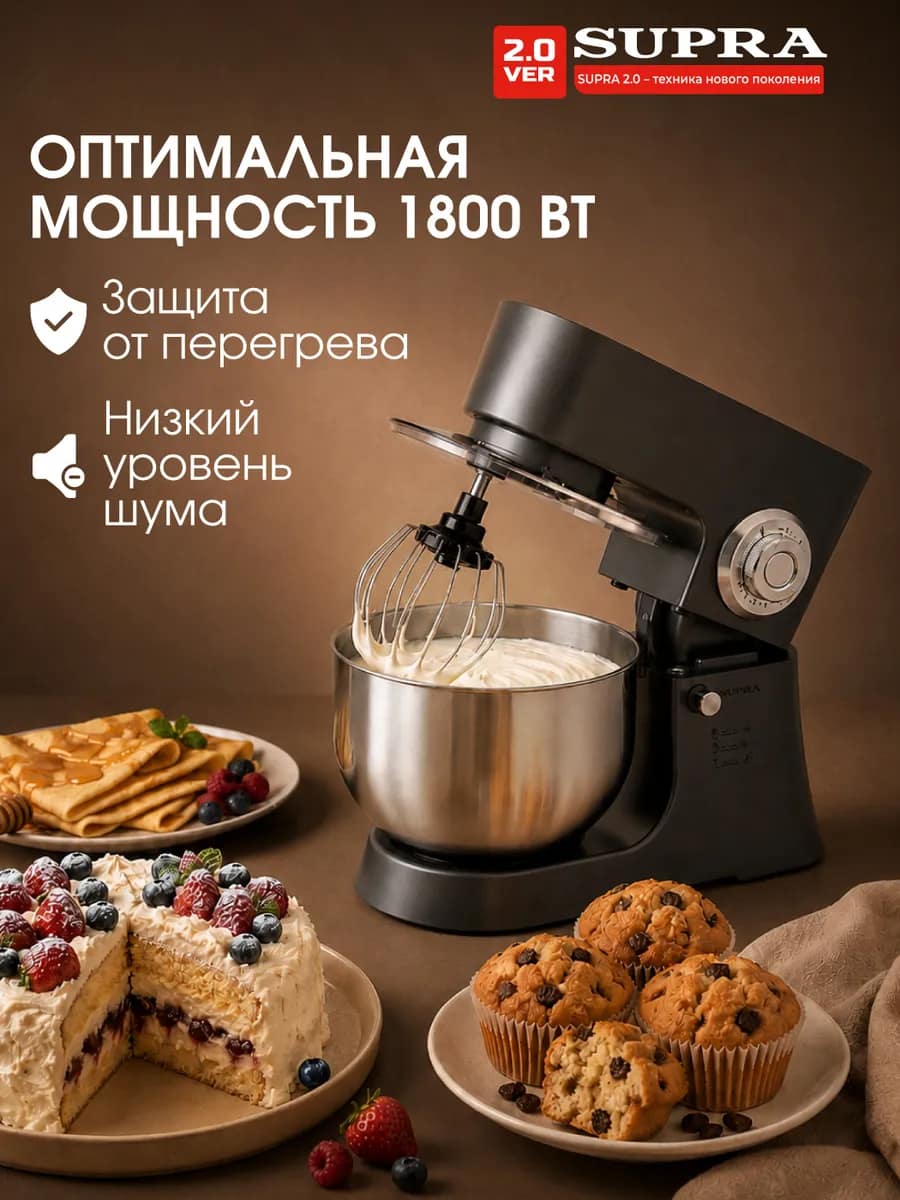 2.0
VER
SUPRA
SUPRA 2.0 – техника нового поколения
ОПТИМАЛЬНАЯ
МОЩНОСТЬ 1800 ВТ
Защита
от перегрева
Низкий
уровень
шума
SUPRA